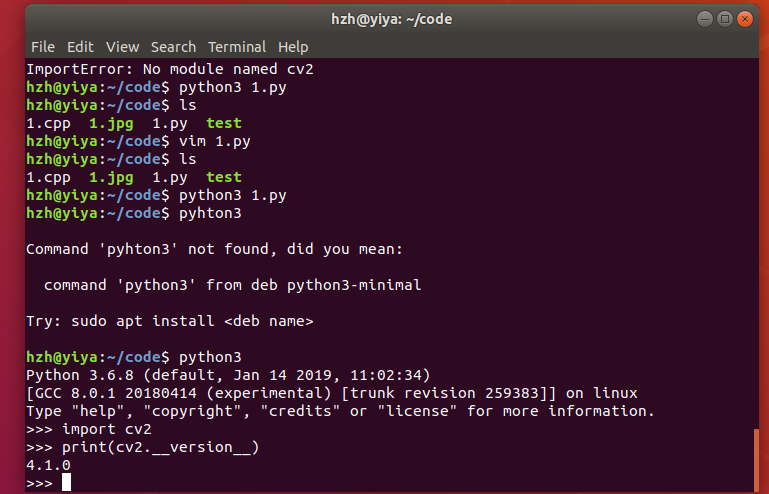 hzh@yiya: ~/code
File Edit View Search Terminal Help
ImportError: No module named cv2
hzh@yiya:~/code$ python3 1.py
hzh@yiya:~/code$ ls
1.cpp  1.jpg  1.py  test
hzh@yiya:~/code$ vim 1.py
hzh@yiya:~/code$ ls
1.cpp  1.jpg  1.py  test
hzh@yiya:~/code$ python3 1.py
hzh@yiya:~/code$ pyhton3
Command 'pyhton3' not found, did you mean:
  command 'python3' from deb python3-minimal
Try: sudo apt install <deb name>
hzh@yiya:~/code$ python3
Python 3.6.8 (default, Jan 14 2019, 11:02:34)
[GCC 8.0.1 20180414 (experimental) [trunk revision 259383]] on linux
Type "help", "copyright", "credits" or "license" for more information.
>>> import cv2
>>> print(cv2.__version__)
4.1.0
>>>